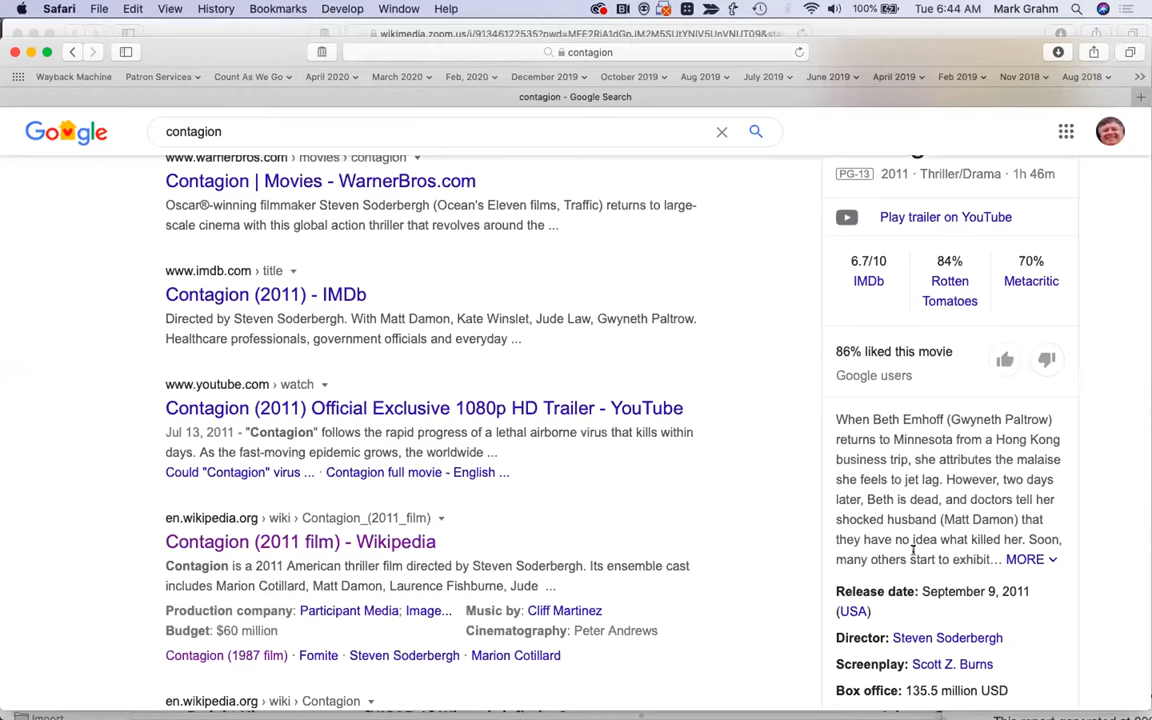 Safari File Edit View History Bookmarks Develop Window Help 100% Tue 6:44 AM Mark Grahm
contagion
Wayback Machine Patron Services Count As We Go April 2020 March 2020 Feb, 2020 December 2019 October 2019 Aug 2019 July 2019 June 2019 April 2019 Feb 2019 Nov 2018 Aug 2018 >>
contagion - Google Search
Google
contagion
www.warnerbros.com › movies › contagion
Contagion | Movies - WarnerBros.com
Oscar®-winning filmmaker Steven Soderbergh (Ocean's Eleven films, Traffic) returns to large-
scale cinema with this global action thriller that revolves around the ...
www.imdb.com › title
Contagion (2011) - IMDb
Directed by Steven Soderbergh. With Matt Damon, Kate Winslet, Jude Law, Gwyneth Paltrow.
Healthcare professionals, government officials and everyday ...
www.youtube.com › watch
Contagion (2011) Official Exclusive 1080p HD Trailer - YouTube
Jul 13, 2011 - "Contagion" follows the rapid progress of a lethal airborne virus that kills within
days. As the fast-moving epidemic grows, the worldwide ...
Could "Contagion" virus ... · Contagion full movie - English ...
en.wikipedia.org › wiki › Contagion_(2011_film)
Contagion (2011 film) - Wikipedia
Contagion is a 2011 American thriller film directed by Steven Soderbergh. Its ensemble cast
includes Marion Cotillard, Matt Damon, Laurence Fishburne, Jude ...
Production company: Participant Media; Image... Music by: Cliff Martinez
Budget: $60 million Cinematography: Peter Andrews
Contagion (1987 film) · Fomite · Steven Soderbergh · Marion Cotillard
en.wikipedia.org › wiki › Contagion
PG-13 2011 · Thriller/Drama · 1h 46m
Play trailer on YouTube
6.7/10 84% 70%
IMDb Rotten Metacritic
Tomatoes
86% liked this movie
Google users
When Beth Emhoff (Gwyneth Paltrow)
returns to Minnesota from a Hong Kong
business trip, she attributes the malaise
she feels to jet lag. However, two days
later, Beth is dead, and doctors tell her
shocked husband (Matt Damon) that
they have no idea what killed her. Soon,
many others start to exhibit... MORE
Release date: September 9, 2011
(USA)
Director: Steven Soderbergh
Screenplay: Scott Z. Burns
Box office: 135.5 million USD
Import